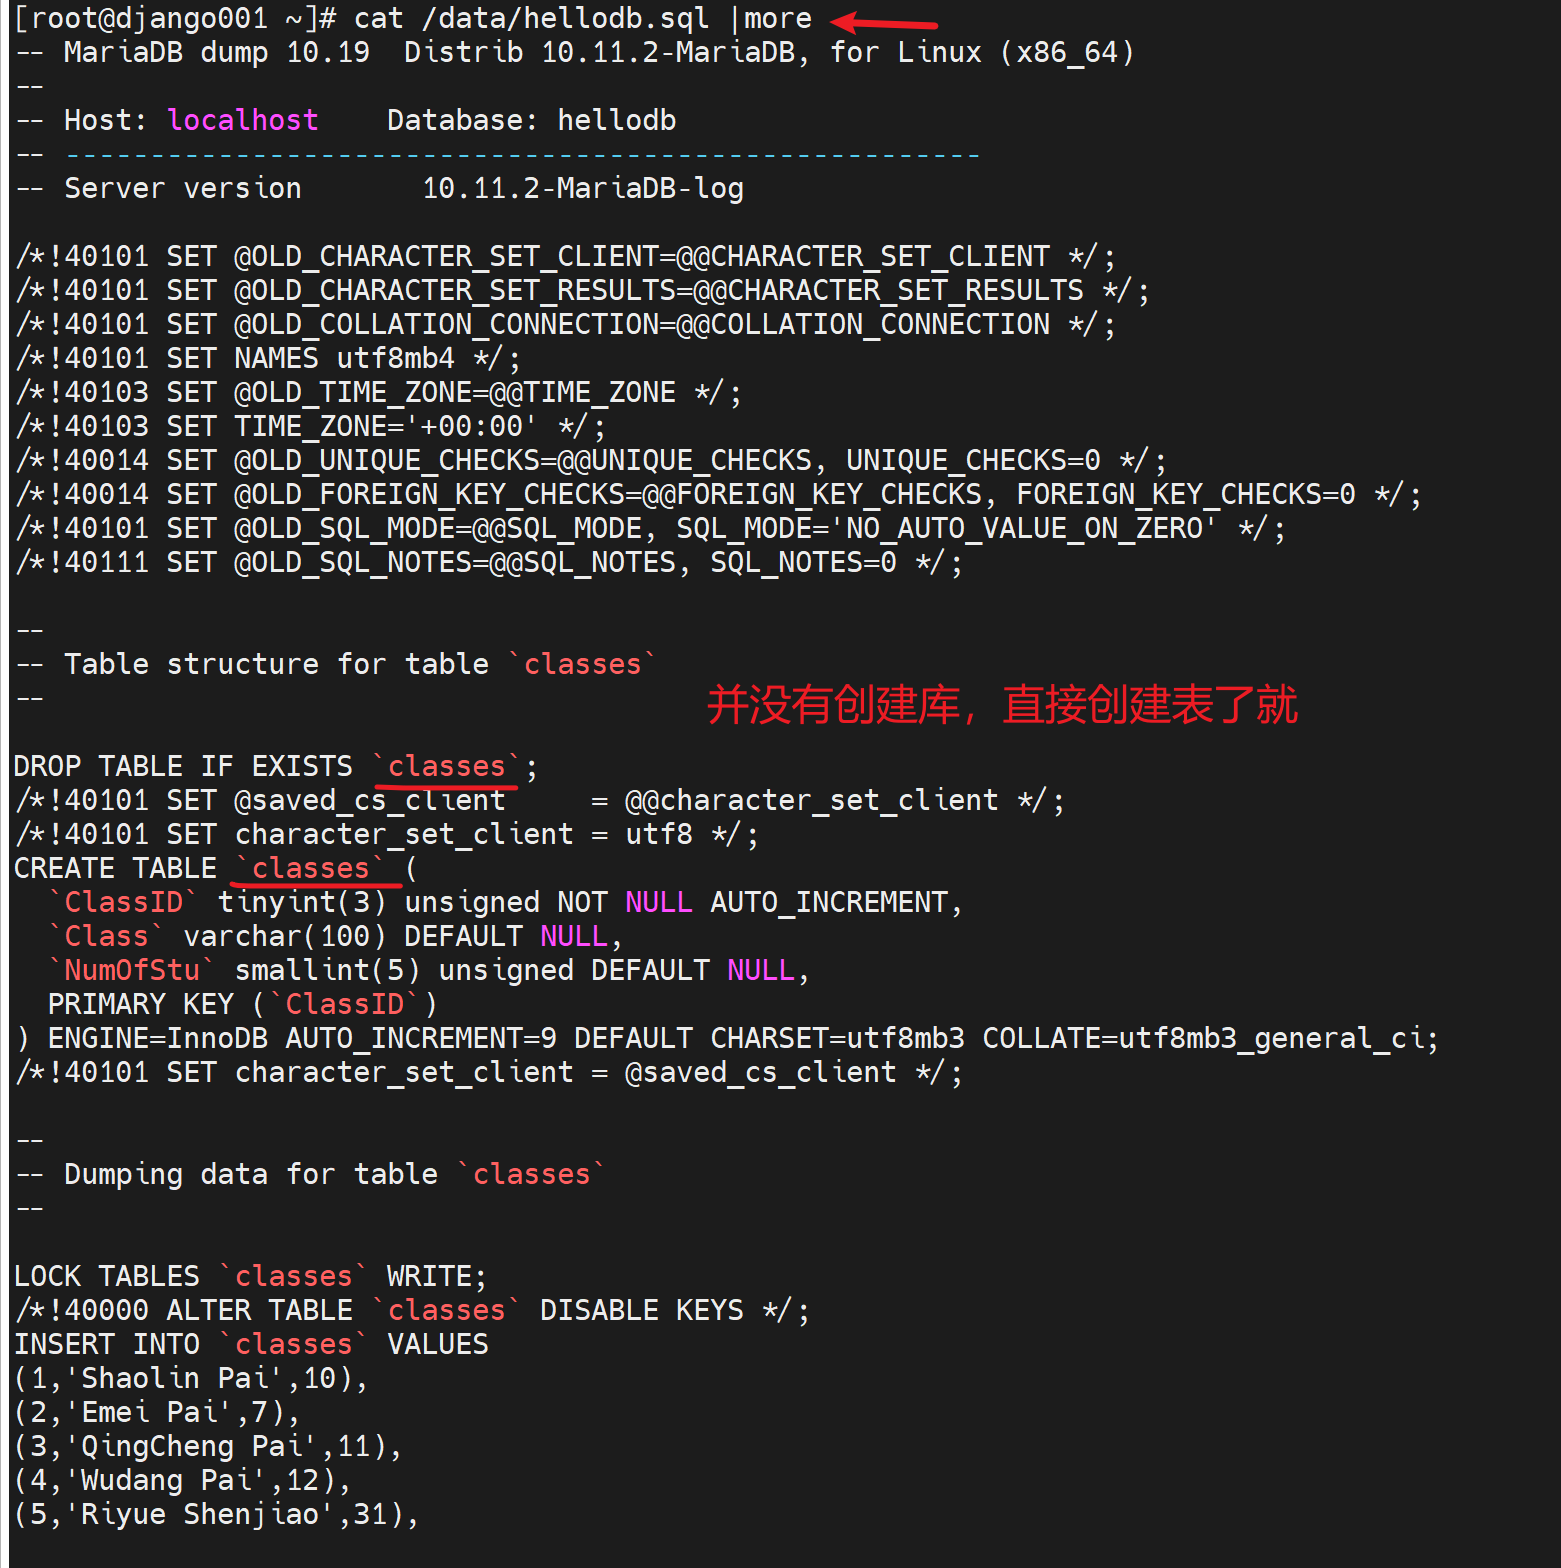 [root@django001 ~]# cat /data/hellodb.sql |more
-- MariaDB dump 10.19  Distrib 10.11.2-MariaDB, for Linux (x86_64)
--
-- Host: localhost    Database: hellodb
-- ------------------------------------------------------
-- Server version       10.11.2-MariaDB-log
/*!40101 SET @OLD_CHARACTER_SET_CLIENT=@@CHARACTER_SET_CLIENT */;
/*!40101 SET @OLD_CHARACTER_SET_RESULTS=@@CHARACTER_SET_RESULTS */;
/*!40101 SET @OLD_COLLATION_CONNECTION=@@COLLATION_CONNECTION */;
/*!40101 SET NAMES utf8mb4 */;
/*!40103 SET @OLD_TIME_ZONE=@@TIME_ZONE */;
/*!40103 SET TIME_ZONE='+00:00' */;
/*!40014 SET @OLD_UNIQUE_CHECKS=@@UNIQUE_CHECKS, UNIQUE_CHECKS=0 */;
/*!40014 SET @OLD_FOREIGN_KEY_CHECKS=@@FOREIGN_KEY_CHECKS, FOREIGN_KEY_CHECKS=0 */;
/*!40101 SET @OLD_SQL_MODE=@@SQL_MODE, SQL_MODE='NO_AUTO_VALUE_ON_ZERO' */;
/*!40111 SET @OLD_SQL_NOTES=@@SQL_NOTES, SQL_NOTES=0 */;
--
-- Table structure for table `classes`
--
并没有创建库，直接创建表了就
DROP TABLE IF EXISTS `classes`;
/*!40101 SET @saved_cs_client     = @@character_set_client */;
/*!40101 SET character_set_client = utf8 */;
CREATE TABLE `classes` (
  `ClassID` tinyint(3) unsigned NOT NULL AUTO_INCREMENT,
  `Class` varchar(100) DEFAULT NULL,
  `NumOfStu` smallint(5) unsigned DEFAULT NULL,
  PRIMARY KEY (`ClassID`)
) ENGINE=InnoDB AUTO_INCREMENT=9 DEFAULT CHARSET=utf8mb3 COLLATE=utf8mb3_general_ci;
/*!40101 SET character_set_client = @saved_cs_client */;
--
-- Dumping data for table `classes`
--
LOCK TABLES `classes` WRITE;
/*!40000 ALTER TABLE `classes` DISABLE KEYS */;
INSERT INTO `classes` VALUES
(1,'Shaolin Pai',10),
(2,'Emei Pai',7),
(3,'QingCheng Pai',11),
(4,'Wudang Pai',12),
(5,'Riyue Shenjiao',31),